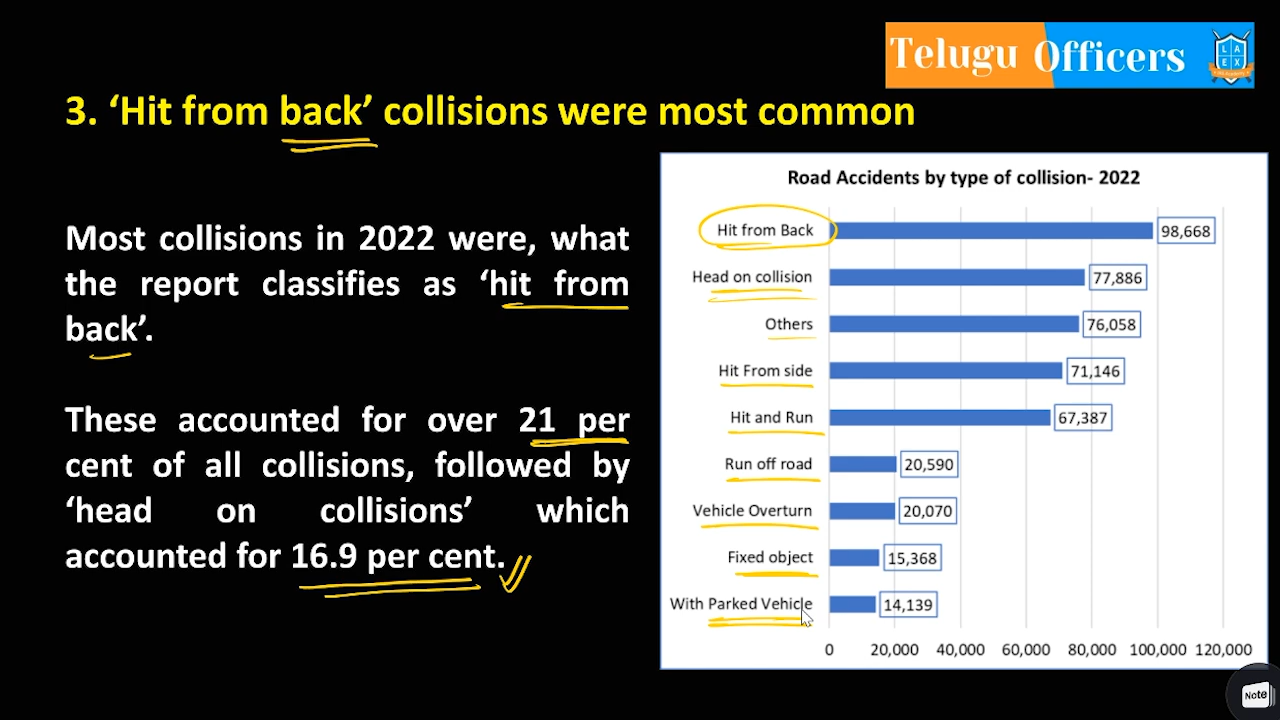 Telugu Officers
L A
E X
3. ‘Hit from back’ collisions were most common
Most collisions in 2022 were, what
the report classifies as ‘hit from
back’.
These accounted for over 21 per
cent of all collisions, followed by
‘head on collisions’ which
accounted for 16.9 per cent.
Road Accidents by type of collision- 2022
Hit from Back 98,668
Head on collision 77,886
Others 76,058
Hit From side 71,146
Hit and Run 67,387
Run off road 20,590
Vehicle Overturn 20,070
Fixed object 15,368
With Parked Vehicle 14,139
0 20,000 40,000 60,000 80,000 100,000 120,000
Note